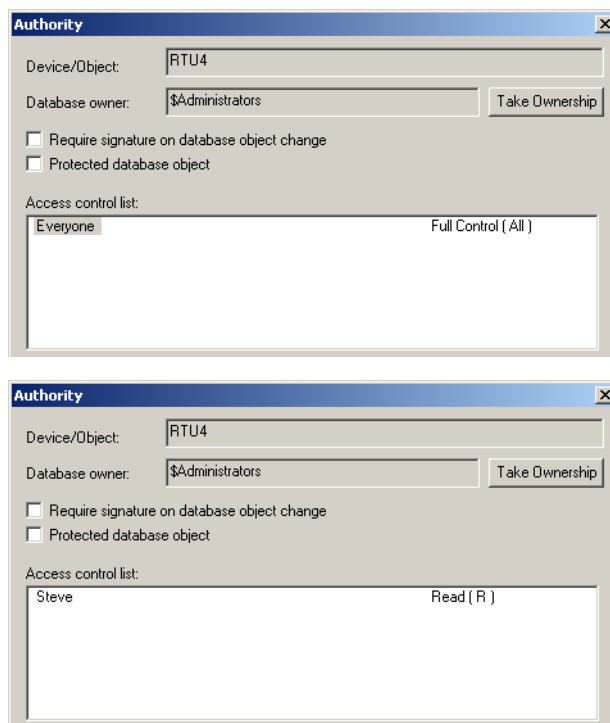 Authority
Device/Object: RTU4
Database owner: $Administrators Take Ownership
Require signature on database object change
Protected database object
Access control list:
Everyone Full Control ( All )
Authority
Device/Object: RTU4
Database owner: $Administrators Take Ownership
Require signature on database object change
Protected database object
Access control list:
Steve Read ( R )